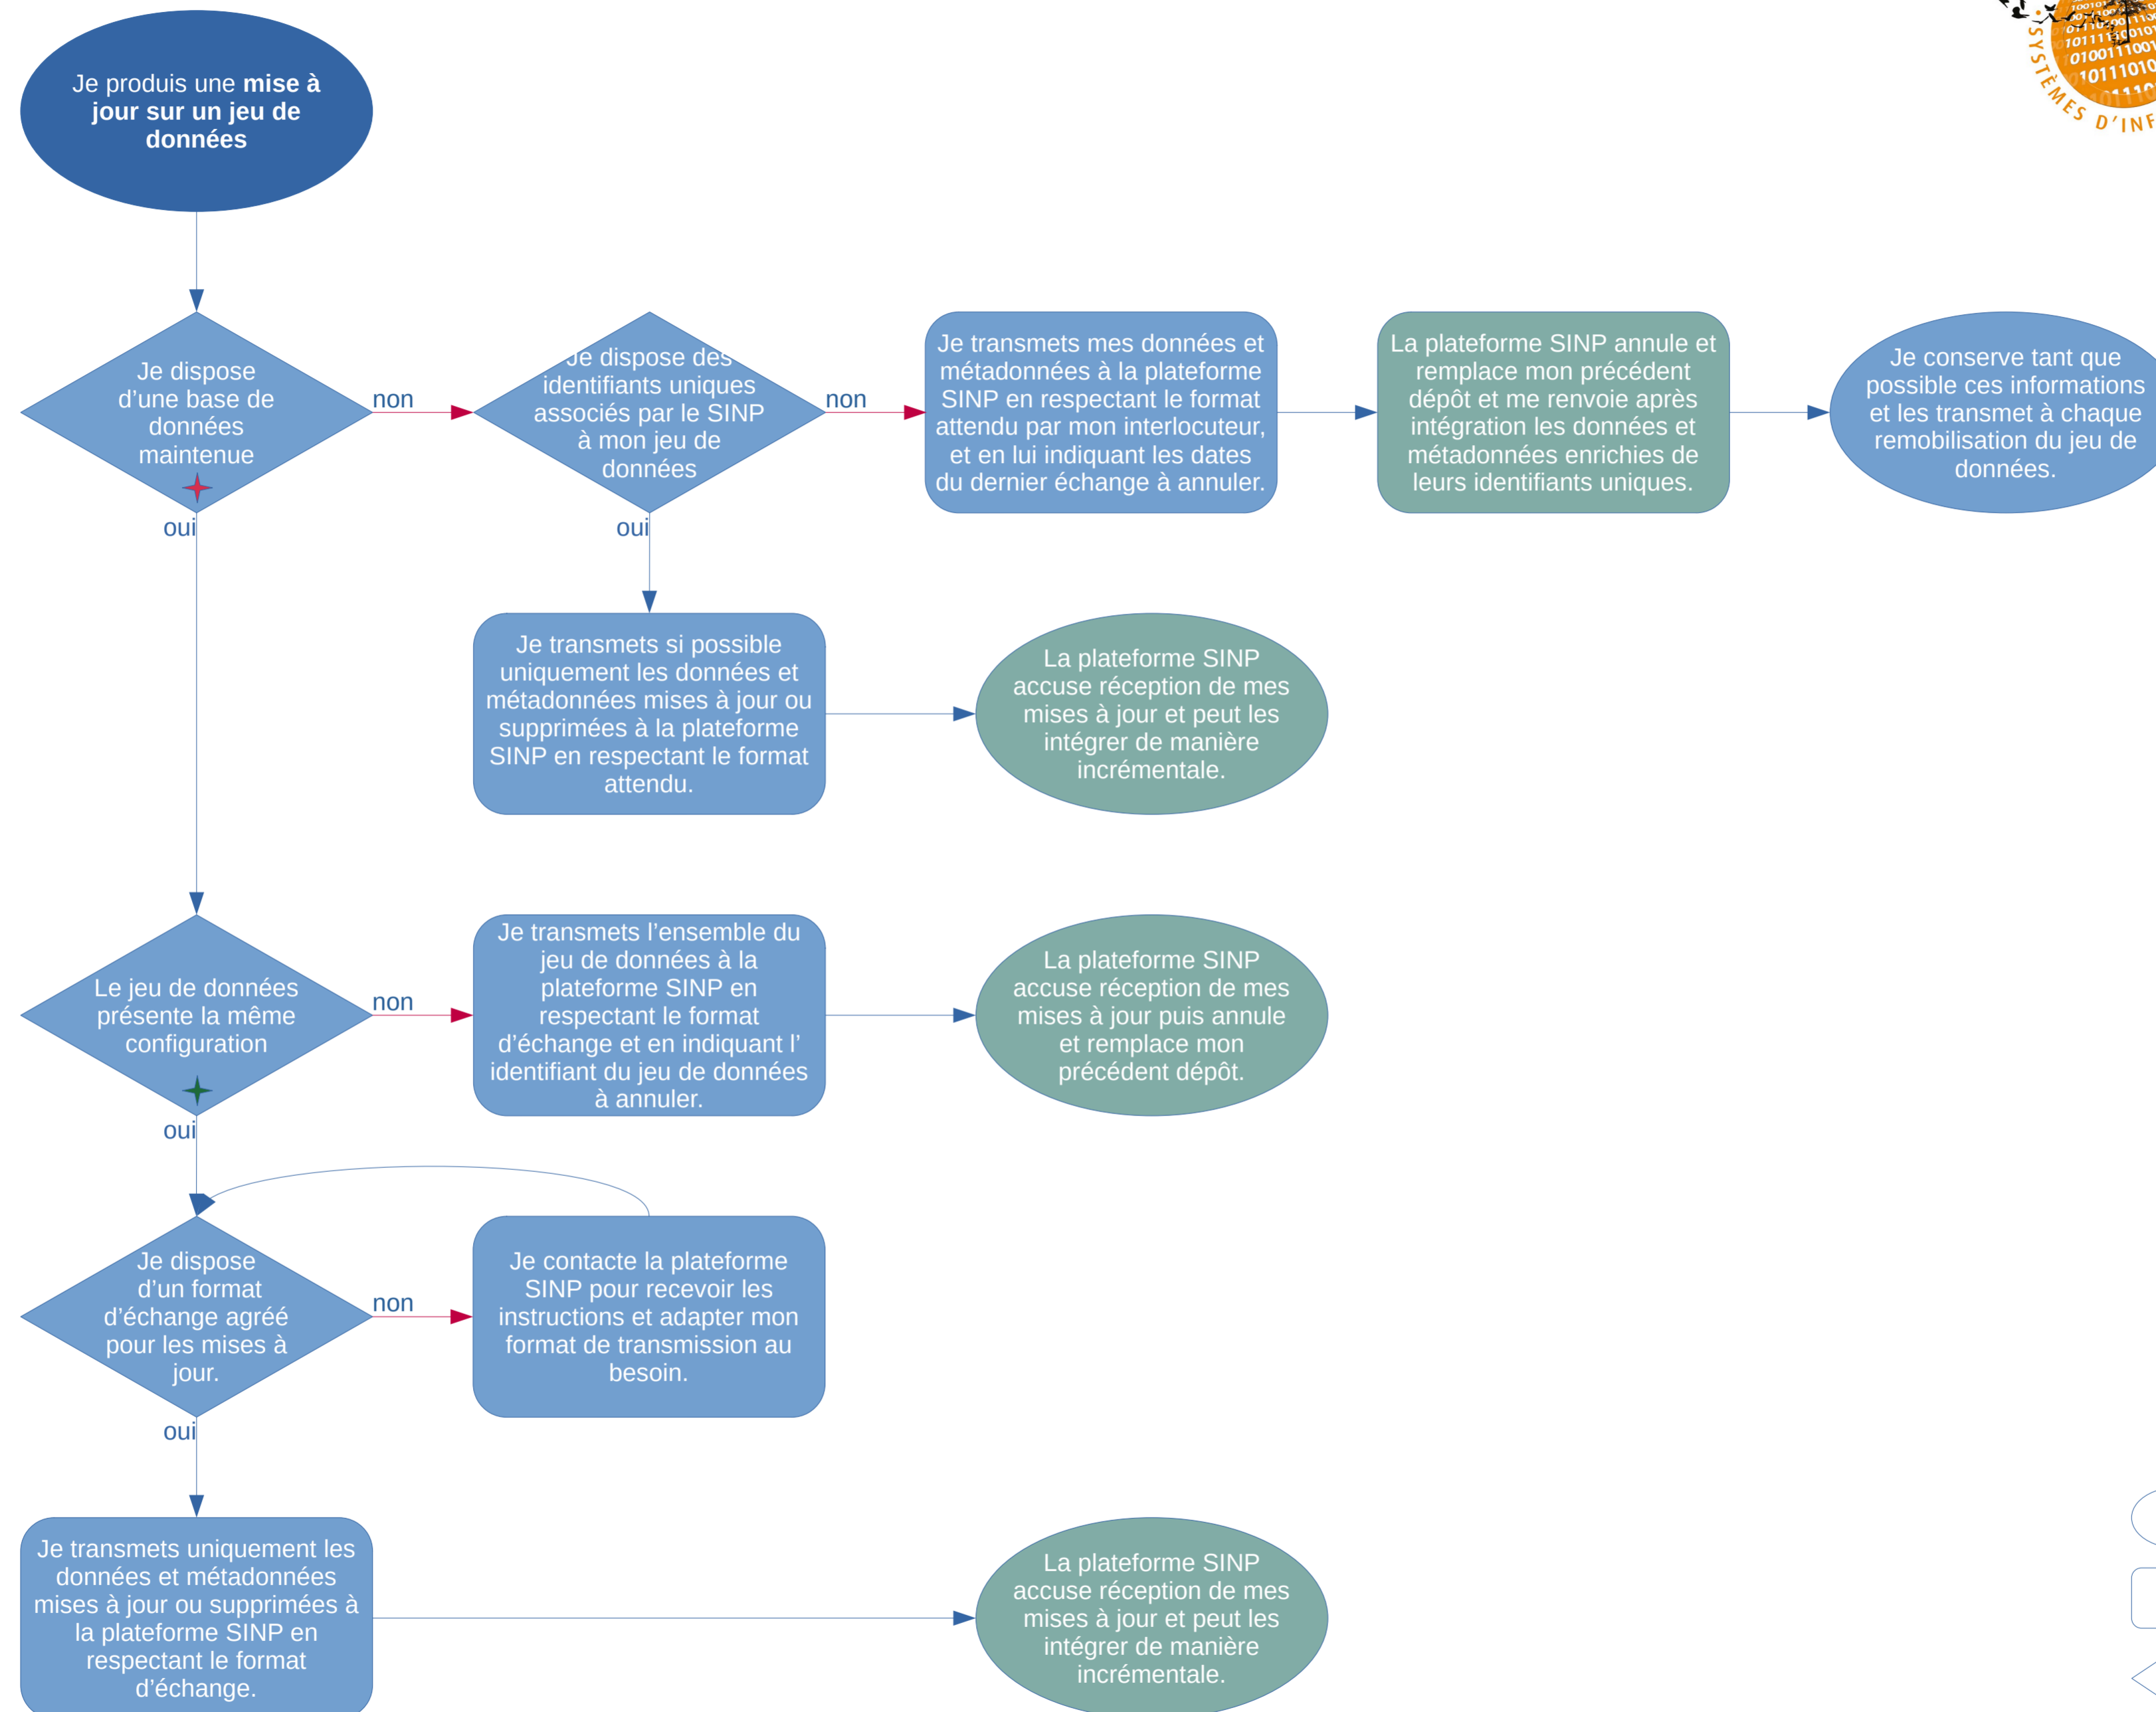 SYSTÈMES D'INF
Je produis une mise à
jour sur un jeu de
données
Je dispose
d’une base de
données
maintenue
non
oui
Je dispose des
identifiants uniques
associés par le SINP
à mon jeu de
données
non
oui
Je transmets mes données et
métadonnées à la plateforme
SINP en respectant le format
attendu par mon interlocuteur,
et en lui indiquant les dates
du dernier échange à annuler.
La plateforme SINP annule et
remplace mon précédent
dépôt et me renvoie après
intégration les données et
métadonnées enrichies de
leurs identifiants uniques.
Je conserve tant que
possible ces informations
et les transmet à chaque
remobilisation du jeu de
données.
Je transmets si possible
uniquement les données et
métadonnées mises à jour ou
supprimées à la plateforme
SINP en respectant le format
attendu.
La plateforme SINP
accuse réception de mes
mises à jour et peut les
intégrer de manière
incrémentale.
Le jeu de données
présente la même
configuration
non
oui
Je transmets l’ensemble du
jeu de données à la
plateforme SINP en
respectant le format
d’échange et en indiquant l’
identifiant du jeu de données
à annuler.
La plateforme SINP
accuse réception de mes
mises à jour puis annule
et remplace mon
précédent dépôt.
Je dispose
d’un format
d’échange agréé
pour les mises à
jour.
non
oui
Je contacte la plateforme
SINP pour recevoir les
instructions et adapter mon
format de transmission au
besoin.
Je transmets uniquement les
données et métadonnées
mises à jour ou supprimées à
la plateforme SINP en
respectant le format
d’échange.
La plateforme SINP
accuse réception de mes
mises à jour et peut les
intégrer de manière
incrémentale.